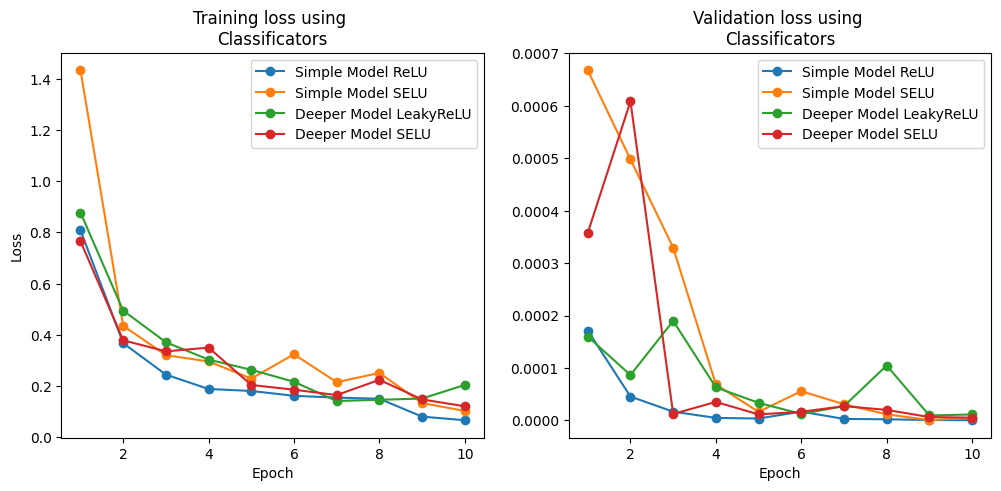 Training loss using
Classificators
Simple Model ReLU
Simple Model SELU
Deeper Model LeakyReLU
Deeper Model SELU
1.4
1.2
1.0
0.8
0.6
0.4
0.2
0.0
Loss
2
4
6
8
10
Epoch
Validation loss using
Classificators
Simple Model ReLU
Simple Model SELU
Deeper Model LeakyReLU
Deeper Model SELU
0.0007
0.0006
0.0005
0.0004
0.0003
0.0002
0.0001
0.0000
2
4
6
8
10
Epoch